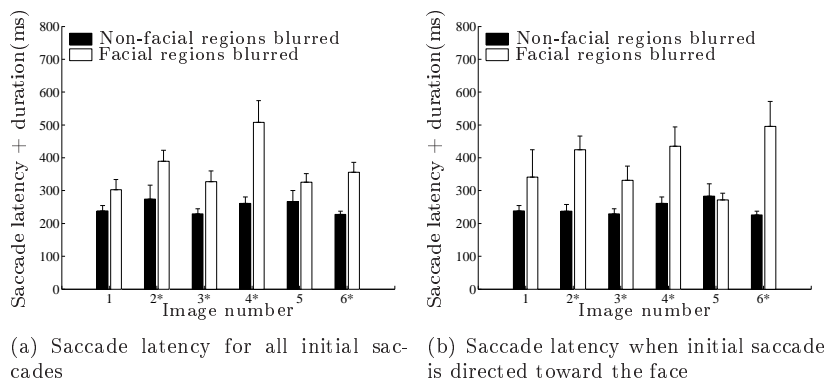 Saccade latency + duration(ms)
800
700
600
500
400
300
200
100
0
Non-facial regions blurred
Facial regions blurred
1 2* 3* 4* 5 6*
Image number
(a) Saccade latency for all initial sac-
cades
Saccade latency + duration(ms)
800
700
600
500
400
300
200
100
0
Non-facial regions blurred
Facial regions blurred
1 2* 3* 4* 5 6*
Image number
(b) Saccade latency when initial saccade
is directed toward the face